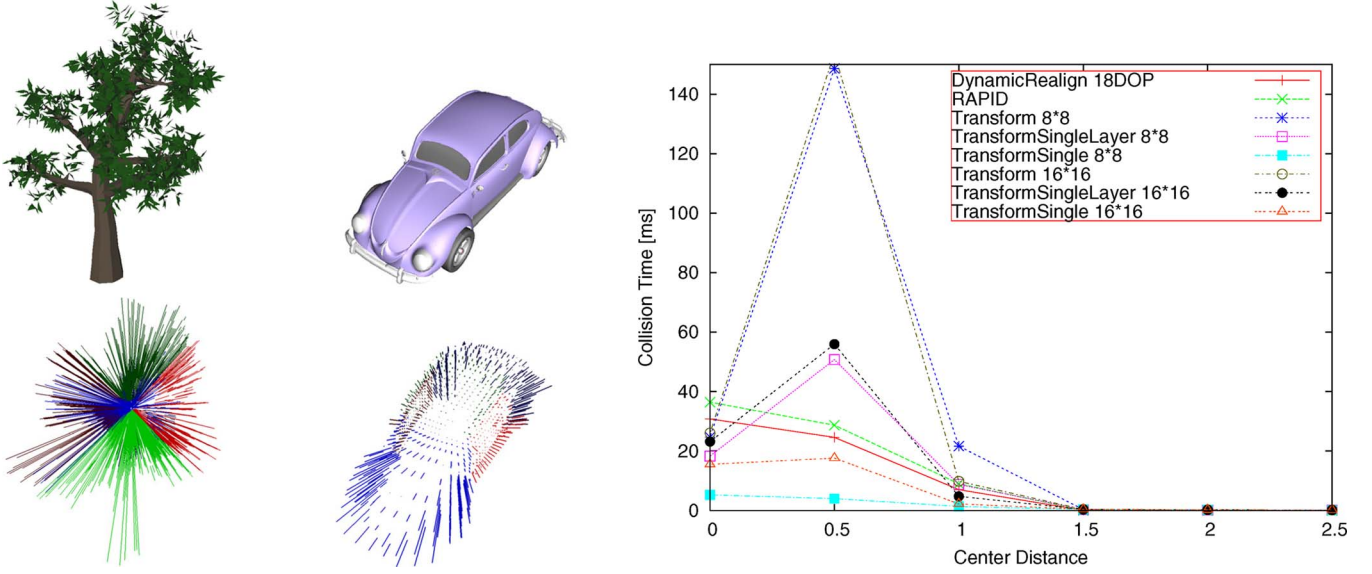 140
120
100
80
60
40
20
0
Collision Time [ms]
DynamicRealign 18DOP
RAPID
Transform 8*8
TransformSingleLayer 8*8
TransformSingle 8*8
Transform 16*16
TransformSingleLayer 16*16
TransformSingle 16*16
0 0.5 1 1.5 2 2.5
Center Distance